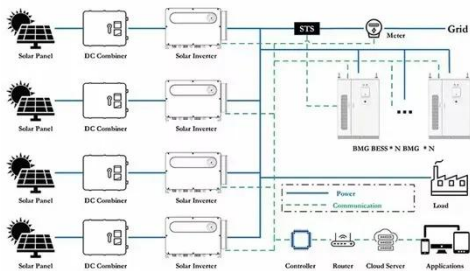 STS
Meter
Grid
Solar Panel
DC Combiner
Solar Inverter
Solar Panel
DC Combiner
Solar Inverter
BMG BESS * N BMG * N
Solar Panel
DC Combiner
Solar Inverter
Load
Power
Communication
Solar Panel
DC Combiner
Solar Inverter
Controller
Router
Cloud Server
Applications